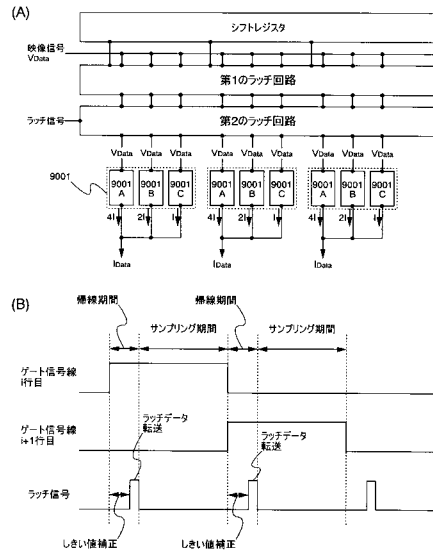 (A)
シフトレジスタ
映像信号
VData
第1のラッチ回路
ラッチ信号
第2のラッチ回路
VData VData VData VData VData VData VData VData VData
9001
9001 A 9001 B 9001 C 9001 A 9001 B 9001 C 9001 A 9001 B 9001 C
4I 2I I 4I 2I I 4I 2I I
IData IData IData
(B)
帰線期間 帰線期間
サンプリング期間 サンプリング期間
ゲート信号線
i行目
ゲート信号線
i+1行目
ラッチデータ
転送
ラッチデータ
転送
ラッチ信号
しきい値補正 しきい値補正